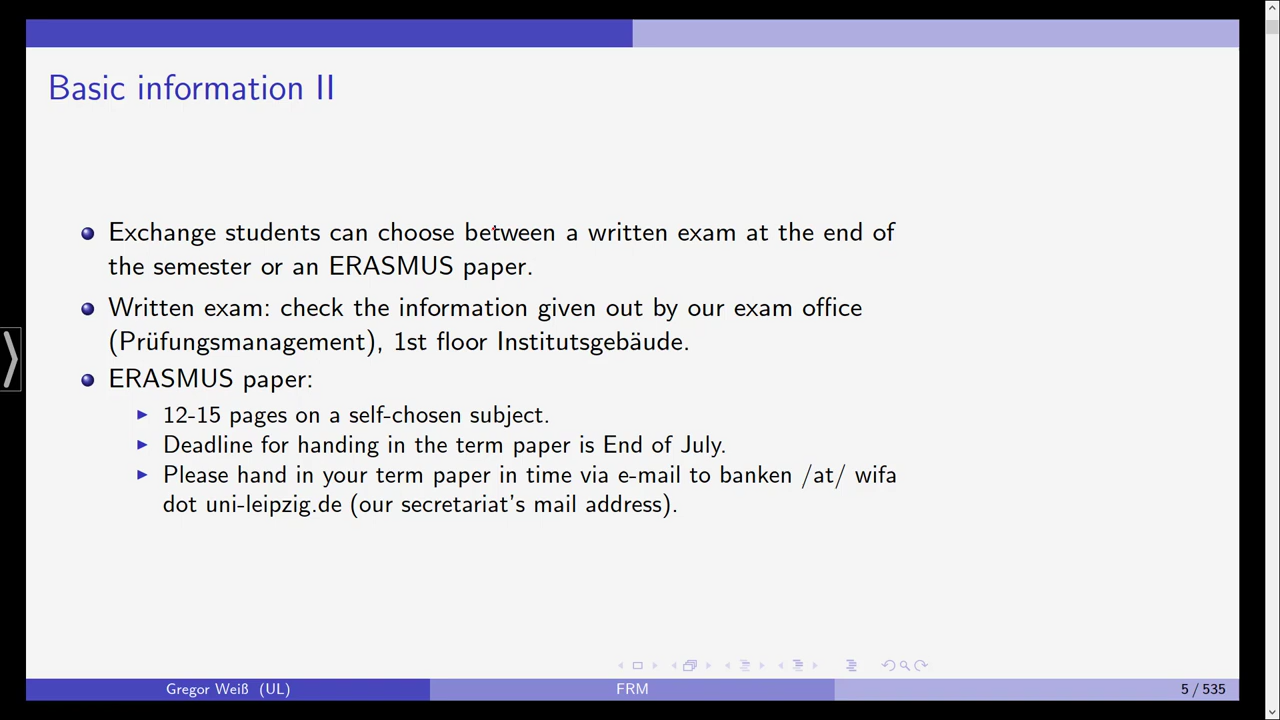 Basic information II
Exchange students can choose between a written exam at the end of
the semester or an ERASMUS paper.
Written exam: check the information given out by our exam office
(Prüfungsmanagement), 1st floor Institutsgebäude.
ERASMUS paper:
12-15 pages on a self-chosen subject.
Deadline for handing in the term paper is End of July.
Please hand in your term paper in time via e-mail to banken /at/ wifa
dot uni-leipzig.de (our secretariat's mail address).
Gregor Weiß (UL)
FRM
5 / 535